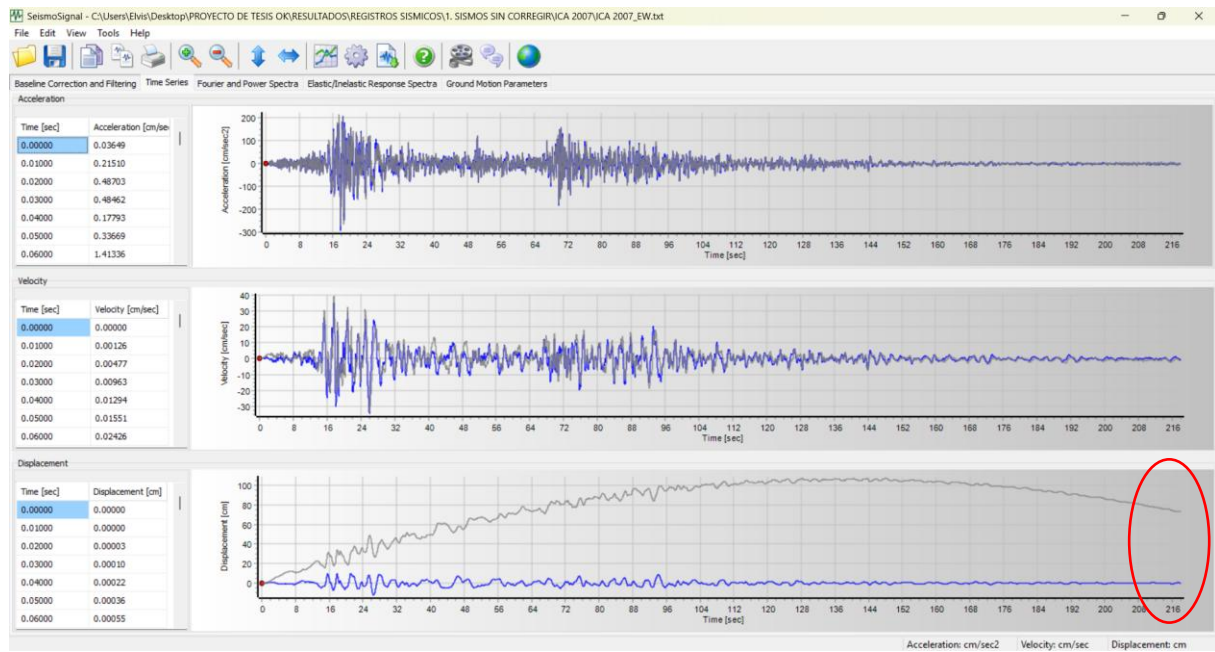 SeismoSignal - C:\Users\Elvis\Desktop\PROYECTO DE TESIS OK\RESULTADOS\REGISTROS SISMICOS\1. SISMOS SIN CORREGIR\ICA 2007\ICA 2007_EW.txt
File Edit View Tools Help
Baseline Correction and Filtering Time Series Fourier and Power Spectra Elastic/Inelastic Response Spectra Ground Motion Parameters
Acceleration
Time [sec] Acceleration [cm/se
0.00000 0.03649
0.01000 0.21510
0.02000 0.48703
0.03000 0.48462
0.04000 0.17793
0.05000 0.33669
0.06000 1.41336
Acceleration [cm/sec2]
200
100
0
-100
-200
-300
0 8 16 24 32 40 48 56 64 72 80 88 96 104 112 120 128 136 144 152 160 168 176 184 192 200 208 216
Time [sec]
Velocity
Time [sec] Velocity [cm/sec]
0.00000 0.00000
0.01000 0.00126
0.02000 0.00477
0.03000 0.00963
0.04000 0.01294
0.05000 0.01551
0.06000 0.02426
Velocity [cm/sec]
40
30
20
10
0
-10
-20
-30
0 8 16 24 32 40 48 56 64 72 80 88 96 104 112 120 128 136 144 152 160 168 176 184 192 200 208 216
Time [sec]
Displacement
Time [sec] Displacement [cm]
0.00000 0.00000
0.01000 0.00000
0.02000 0.00003
0.03000 0.00010
0.04000 0.00022
0.05000 0.00036
0.06000 0.00055
Displacement [cm]
100
80
60
40
20
0
0 8 16 24 32 40 48 56 64 72 80 88 96 104 112 120 128 136 144 152 160 168 176 184 192 200 208 216
Time [sec]
Acceleration: cm/sec2 Velocity: cm/sec Displacement: cm